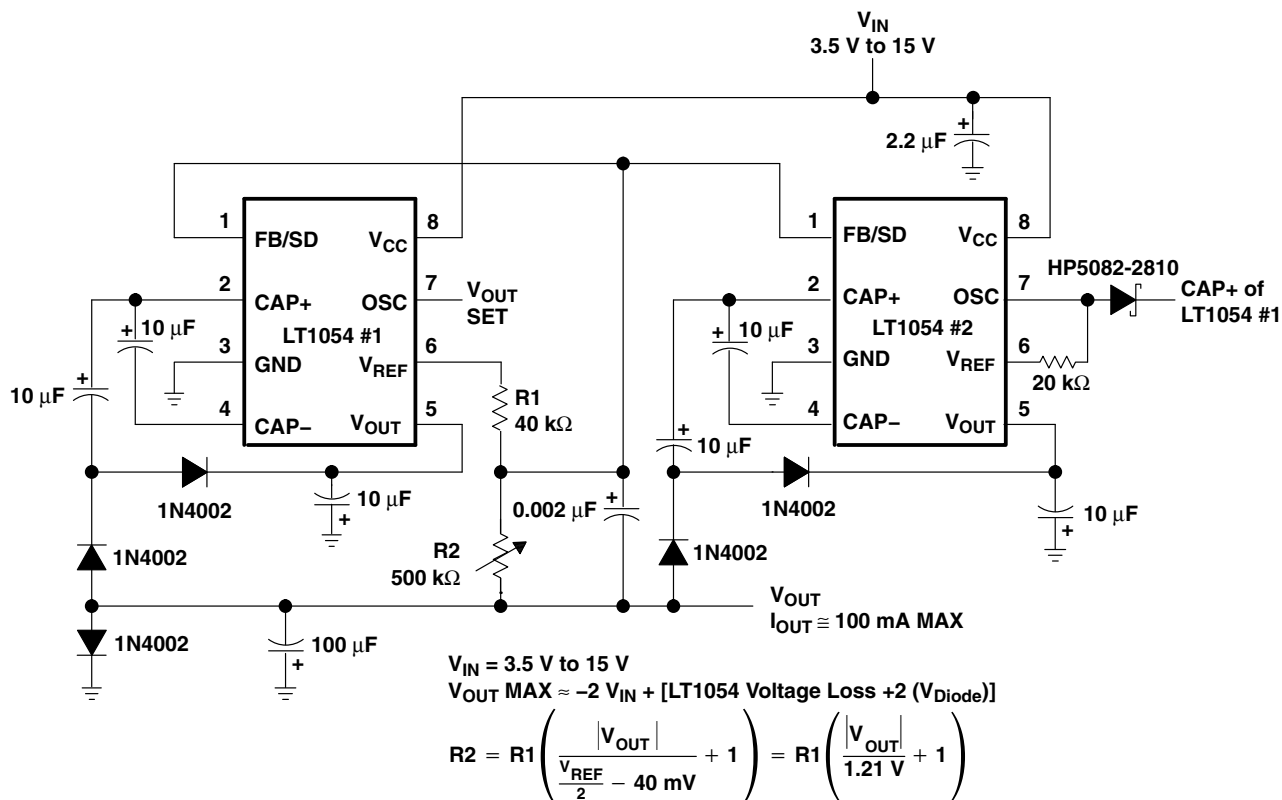 V_IN
3.5 V to 15 V
+
2.2 μF
1
FB/SD
V_CC
8
2
CAP+
OSC
7
V_OUT
SET
+
10 μF
LT1054 #1
3
GND
V_REF
6
+
10 μF
R1
40 kΩ
4
CAP−
V_OUT
5
1N4002
10 μF
+
+
0.002 μF
1N4002
R2
500 kΩ
1N4002
100 μF
+
1
FB/SD
V_CC
8
HP5082-2810
2
CAP+
OSC
7
CAP+ of
LT1054 #1
+
10 μF
LT1054 #2
3
GND
V_REF
6
20 kΩ
4
CAP−
V_OUT
5
+
10 μF
1N4002
10 μF
+
1N4002
V_OUT
I_OUT ≅ 100 mA MAX
V_IN = 3.5 V to 15 V
V_OUT MAX ≈ −2 V_IN + [LT1054 Voltage Loss +2 (V_Diode)]
R2 = R1 ( |V_OUT| / (V_REF/2 − 40 mV) + 1 ) = R1 ( |V_OUT| / 1.21 V + 1 )